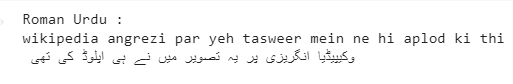 Roman Urdu :
wikipedia angrezi par yeh tasweer mein ne hi aplod ki thi
وکیپیڈیا انگریزی پر یہ تصویر میں نے ہی اپلوڈ کی تھی